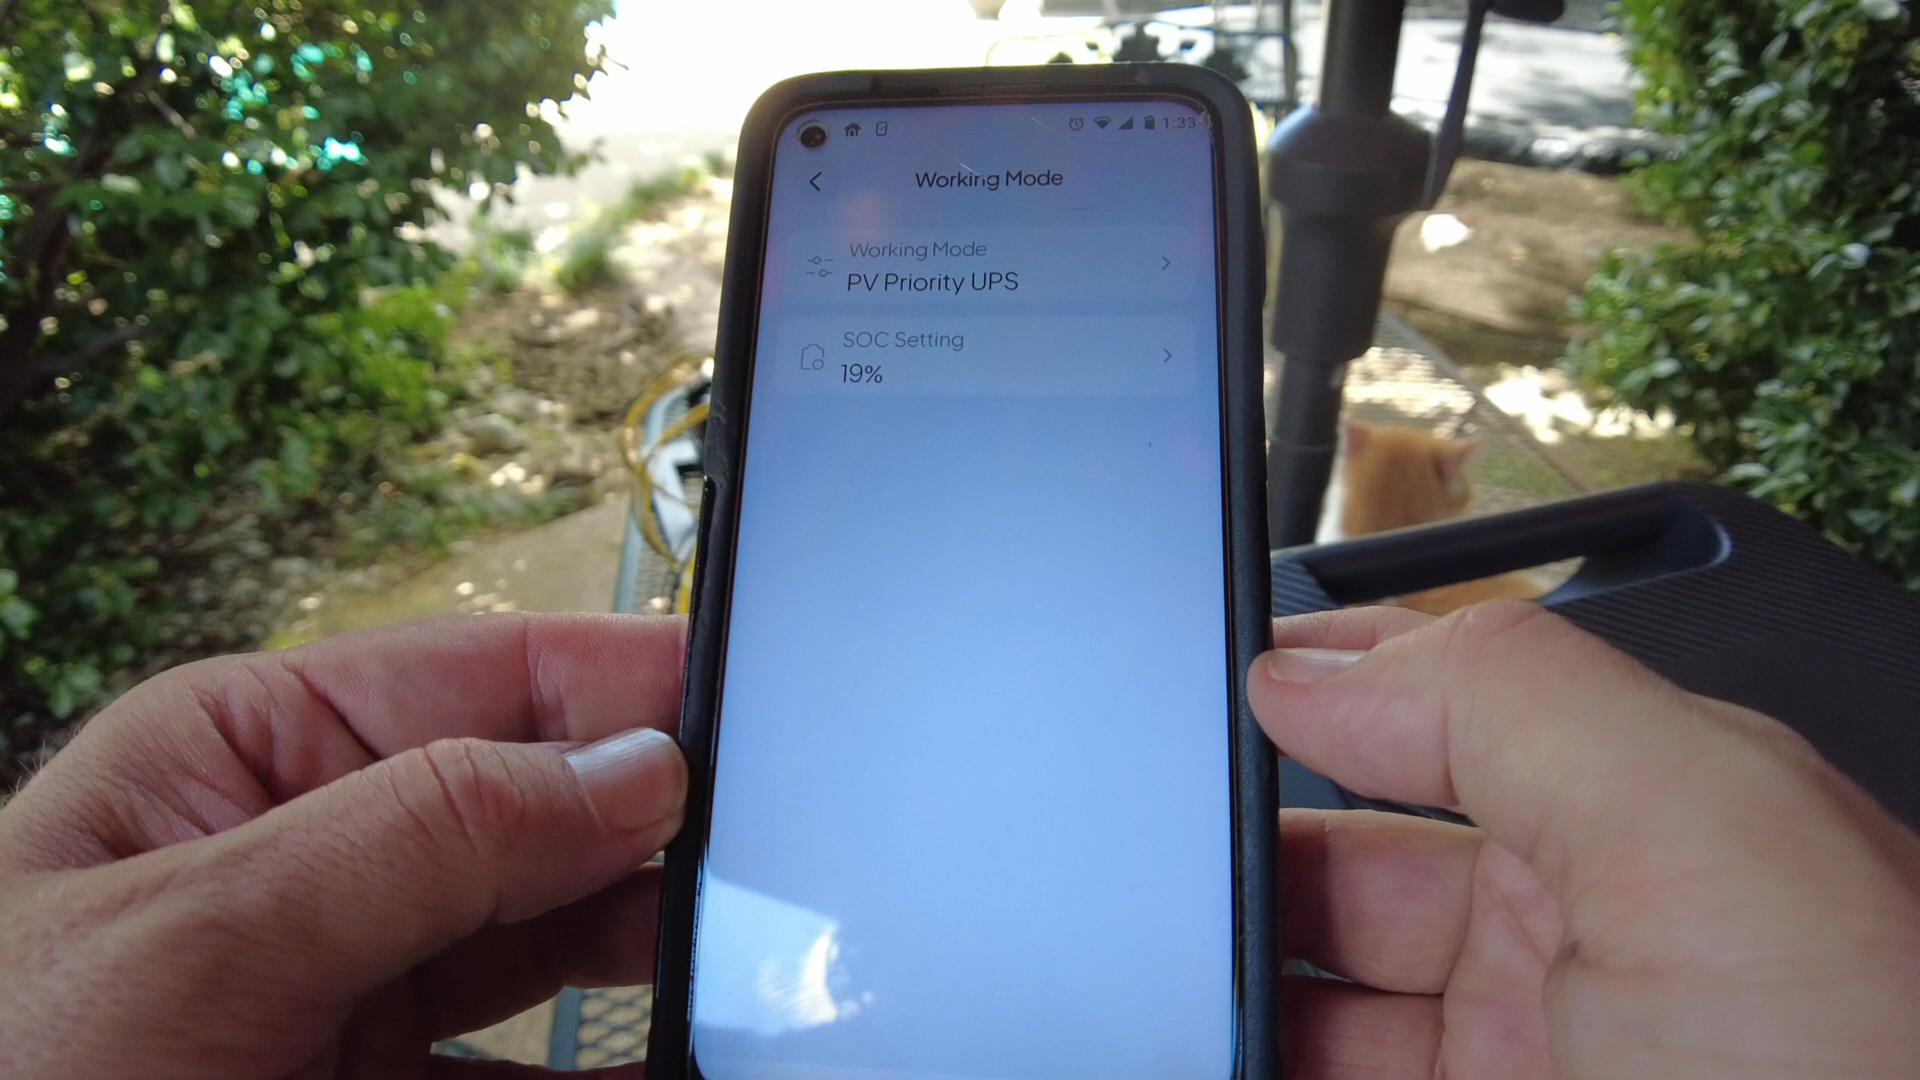 1:33
Working Mode
Working Mode
PV Priority UPS
SOC Setting
19%